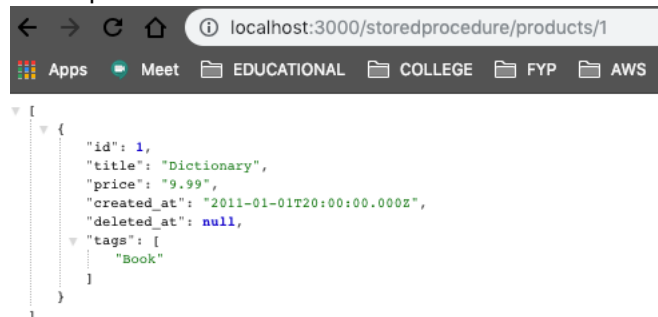 localhost:3000/storedprocedure/products/1
Apps Meet EDUCATIONAL COLLEGE FYP AWS
[
{
"id": 1,
"title": "Dictionary",
"price": "9.99",
"created_at": "2011-01-01T20:00:00.000Z",
"deleted_at": null,
"tags": [
"Book"
]
}
]